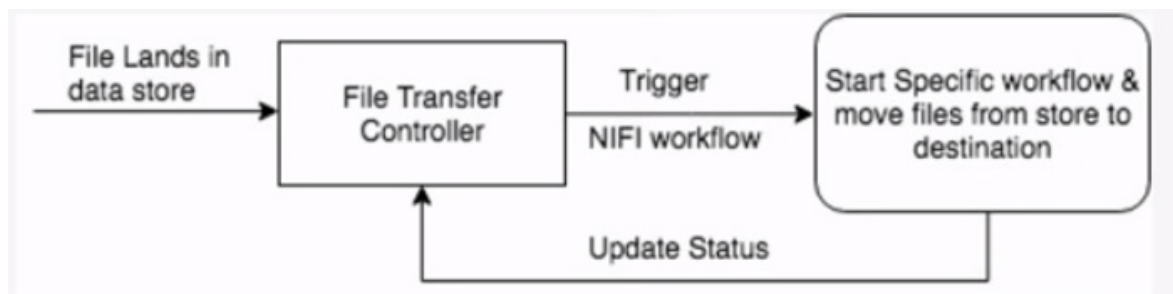 File Lands in
data store
File Transfer
Controller
Trigger
NIFI workflow
Start Specific workflow &
move files from store to
destination
Update Status